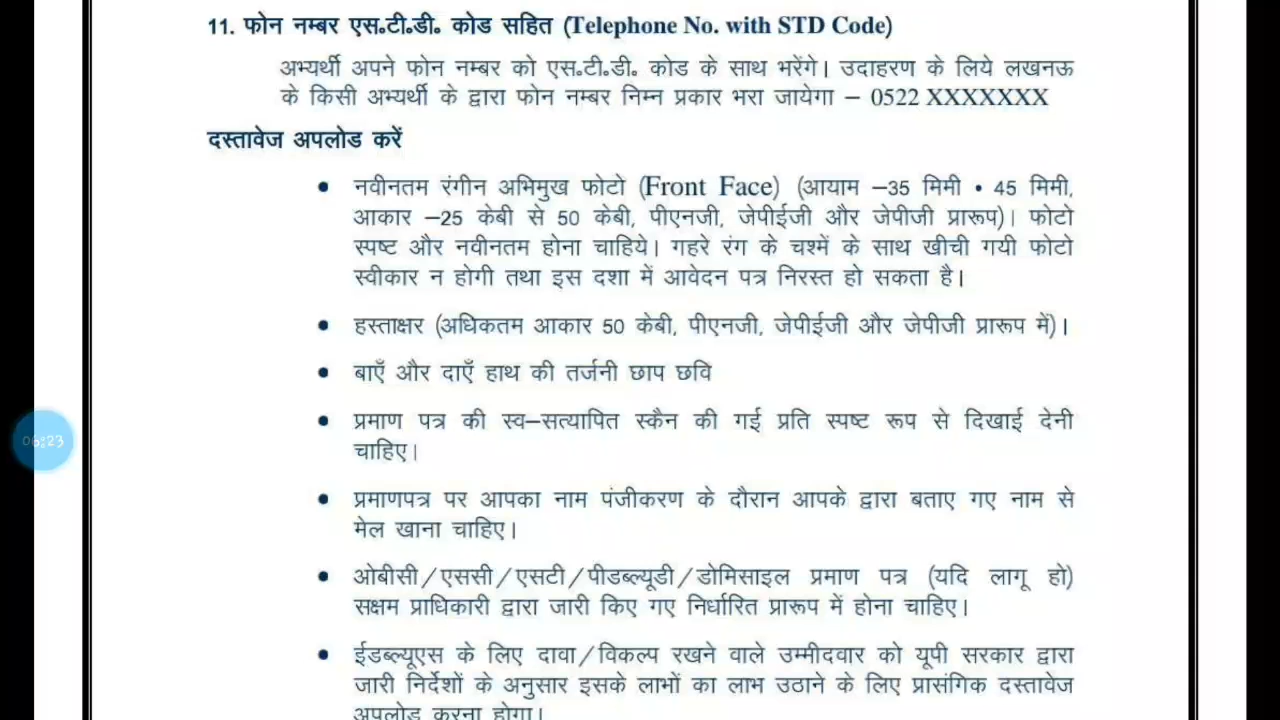 11. फोन नम्बर एस॰टी॰डी॰ कोड सहित (Telephone No. with STD Code)
अभ्यर्थी अपने फोन नम्बर को एस॰टी॰डी॰ कोड के साथ भरेंगे। उदाहरण के लिये लखनऊ
के किसी अभ्यर्थी के द्वारा फोन नम्बर निम्न प्रकार भरा जायेगा – 0522 XXXXXXX
दस्तावेज अपलोड करें
• नवीनतम रंगीन अभिमुख फोटो (Front Face) (आयाम –35 मिमी • 45 मिमी,
आकार –25 केबी से 50 केबी, पीएनजी, जेपीईजी और जेपीजी प्रारूप)। फोटो
स्पष्ट और नवीनतम होना चाहिये। गहरे रंग के चश्में के साथ खीची गयी फोटो
स्वीकार न होगी तथा इस दशा में आवेदन पत्र निरस्त हो सकता है।
• हस्ताक्षर (अधिकतम आकार 50 केबी, पीएनजी, जेपीईजी और जेपीजी प्रारूप में)।
• बाएँ और दाएँ हाथ की तर्जनी छाप छवि
• प्रमाण पत्र की स्व–सत्यापित स्कैन की गई प्रति स्पष्ट रूप से दिखाई देनी
चाहिए।
06:23
• प्रमाणपत्र पर आपका नाम पंजीकरण के दौरान आपके द्वारा बताए गए नाम से
मेल खाना चाहिए।
• ओबीसी/एससी/एसटी/पीडब्ल्यूडी/डोमिसाइल प्रमाण पत्र (यदि लागू हो)
सक्षम प्राधिकारी द्वारा जारी किए गए निर्धारित प्रारूप में होना चाहिए।
• ईडब्ल्यूएस के लिए दावा/विकल्प रखने वाले उम्मीदवार को यूपी सरकार द्वारा
जारी निर्देशों के अनुसार इसके लाभों का लाभ उठाने के लिए प्रासंगिक दस्तावेज
अपलोड करना होगा।